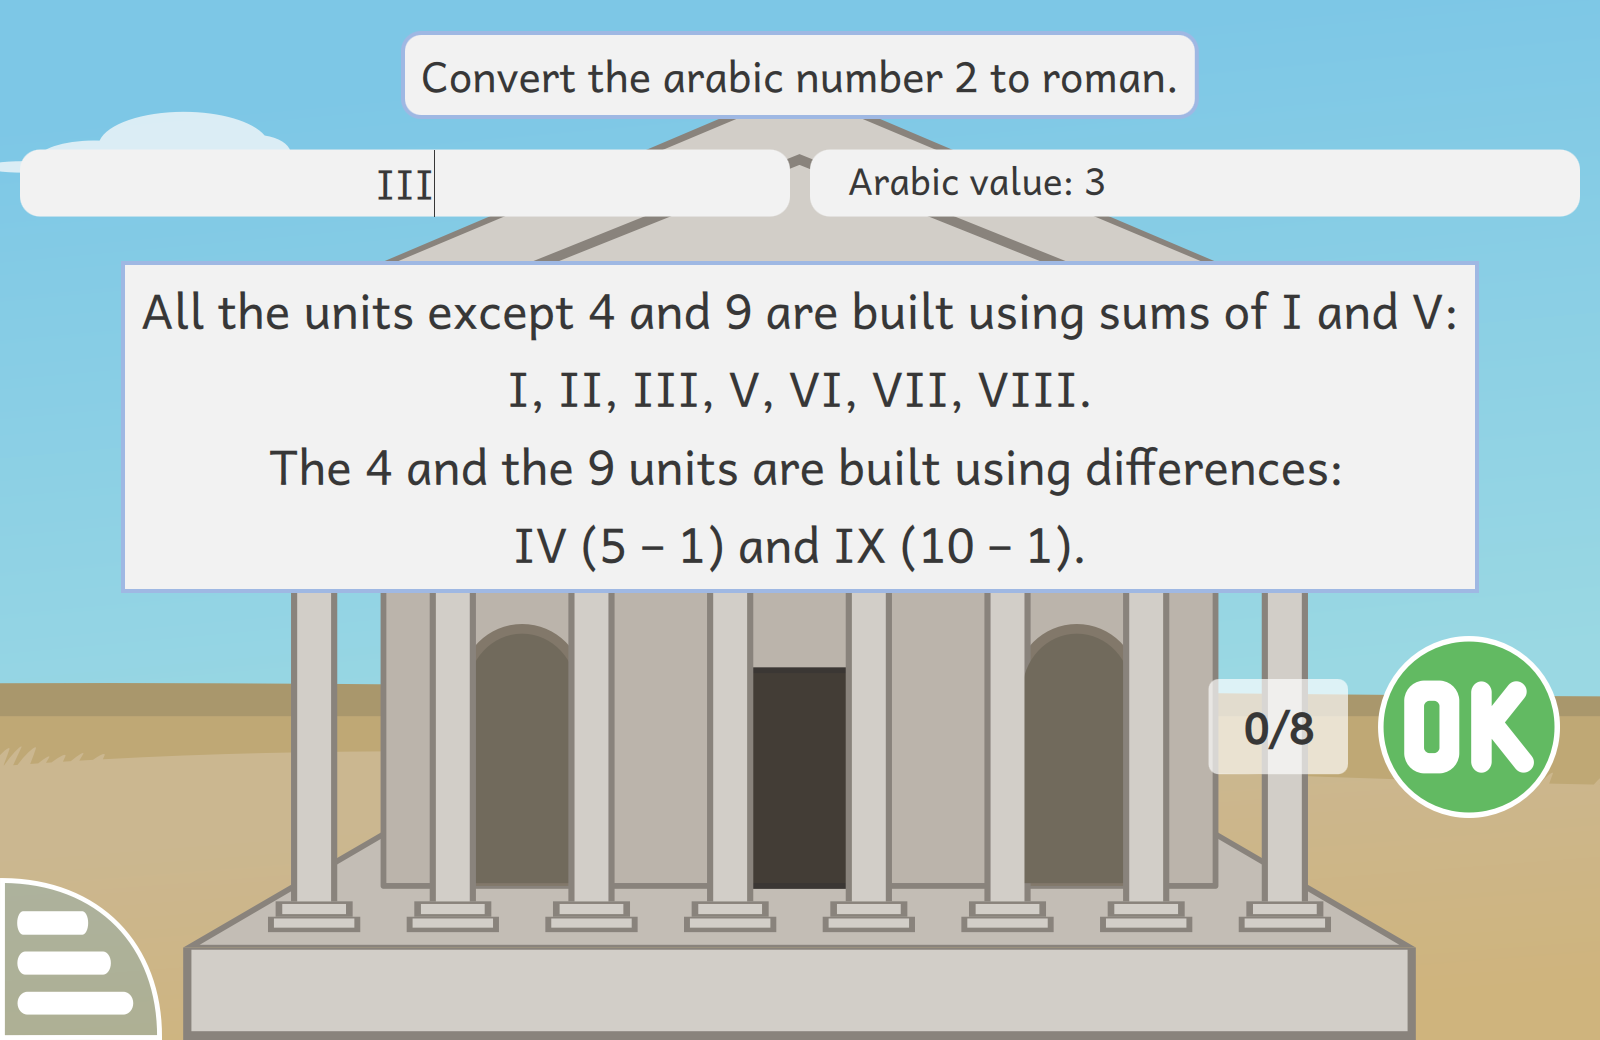 Convert the arabic number 2 to roman.
III
Arabic value: 3
All the units except 4 and 9 are built using sums of I and V:
I, II, III, V, VI, VII, VIII.
The 4 and the 9 units are built using differences:
IV (5 – 1) and IX (10 – 1).
0/8
OK